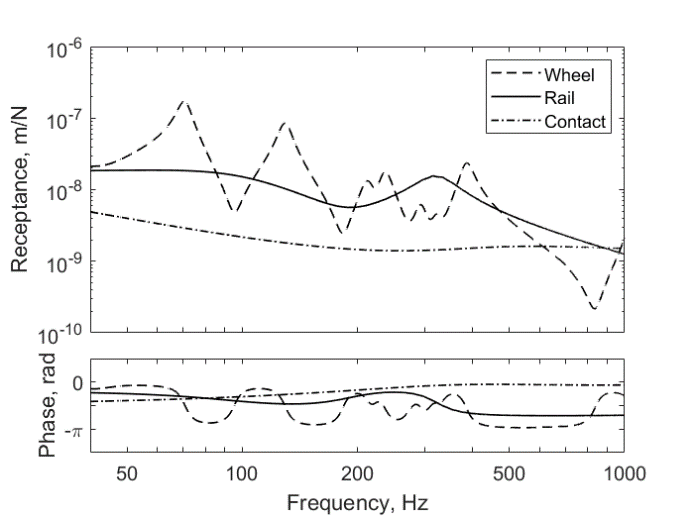 10-6
10-7
10-8
10-9
10-10
Receptance, m/N
Wheel
Rail
Contact
0
-π
Phase, rad
50
100
200
500
1000
Frequency, Hz